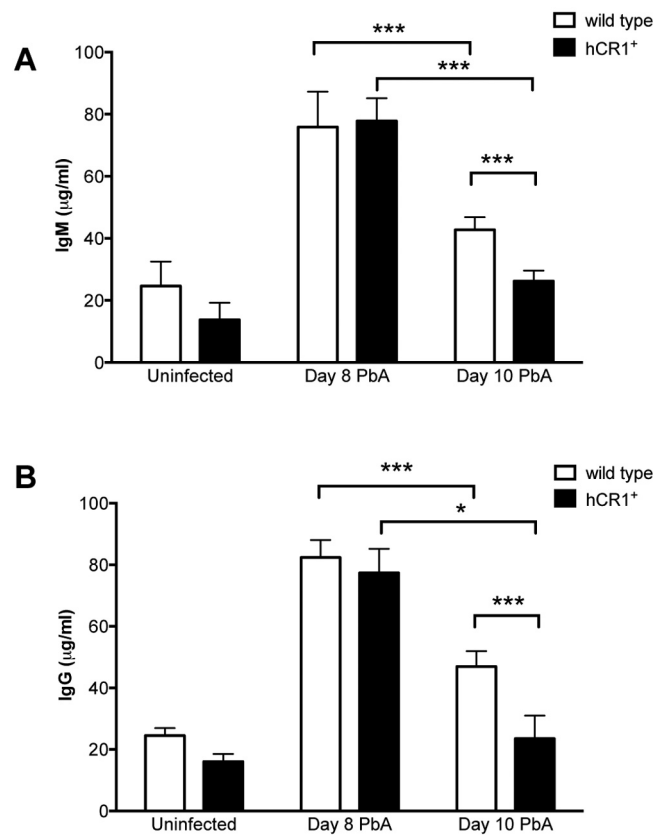 A
wild type
hCR1+
***
***
***
IgM (µg/ml)
100
80
60
40
20
0
Uninfected
Day 8 PbA
Day 10 PbA
B
wild type
hCR1+
***
*
***
IgG (µg/ml)
100
80
60
40
20
0
Uninfected
Day 8 PbA
Day 10 PbA